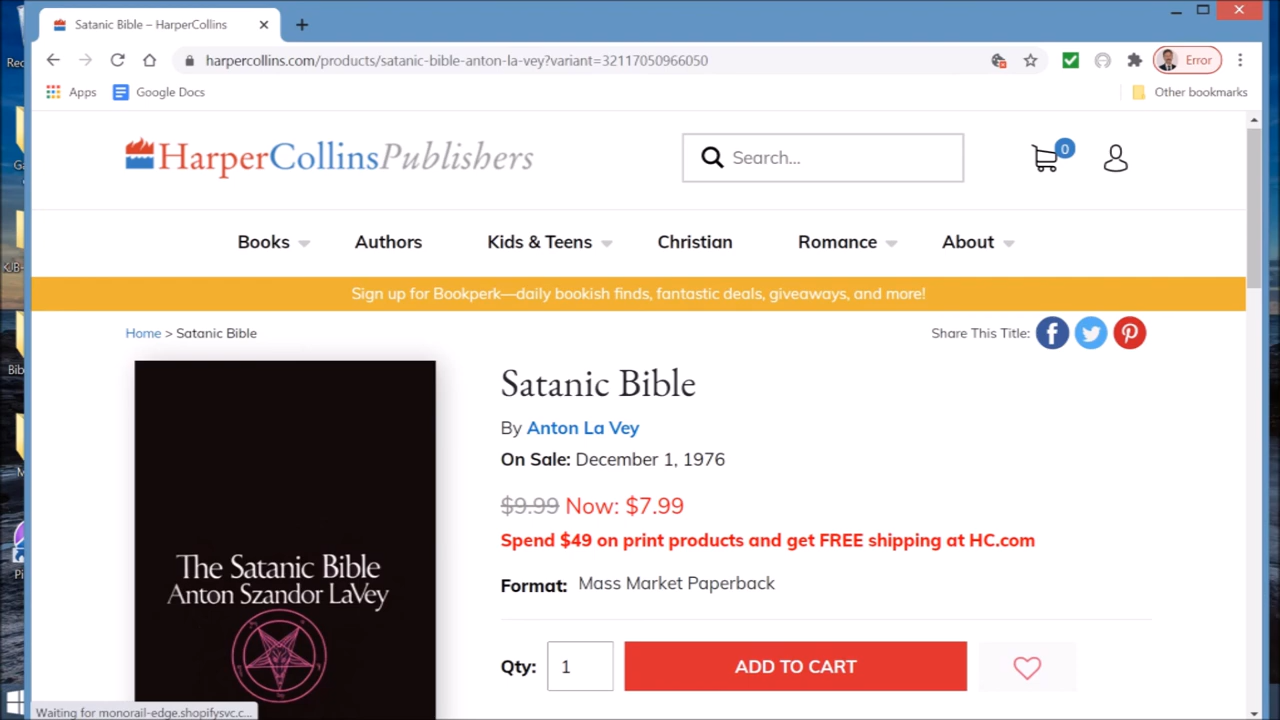 Satanic Bible – HarperCollins
harpercollins.com/products/satanic-bible-anton-la-vey?variant=32117050966050
Error
Apps
Google Docs
Other bookmarks
HarperCollinsPublishers
Search...
0
Books
Authors
Kids & Teens
Christian
Romance
About
Sign up for Bookperk—daily bookish finds, fantastic deals, giveaways, and more!
Home > Satanic Bible
Share This Title:
Satanic Bible
By Anton La Vey
On Sale: December 1, 1976
$9.99 Now: $7.99
Spend $49 on print products and get FREE shipping at HC.com
Format: Mass Market Paperback
The Satanic Bible
Anton Szandor LaVey
Qty: 1
ADD TO CART
Waiting for monorail-edge.shopifysvc.c...